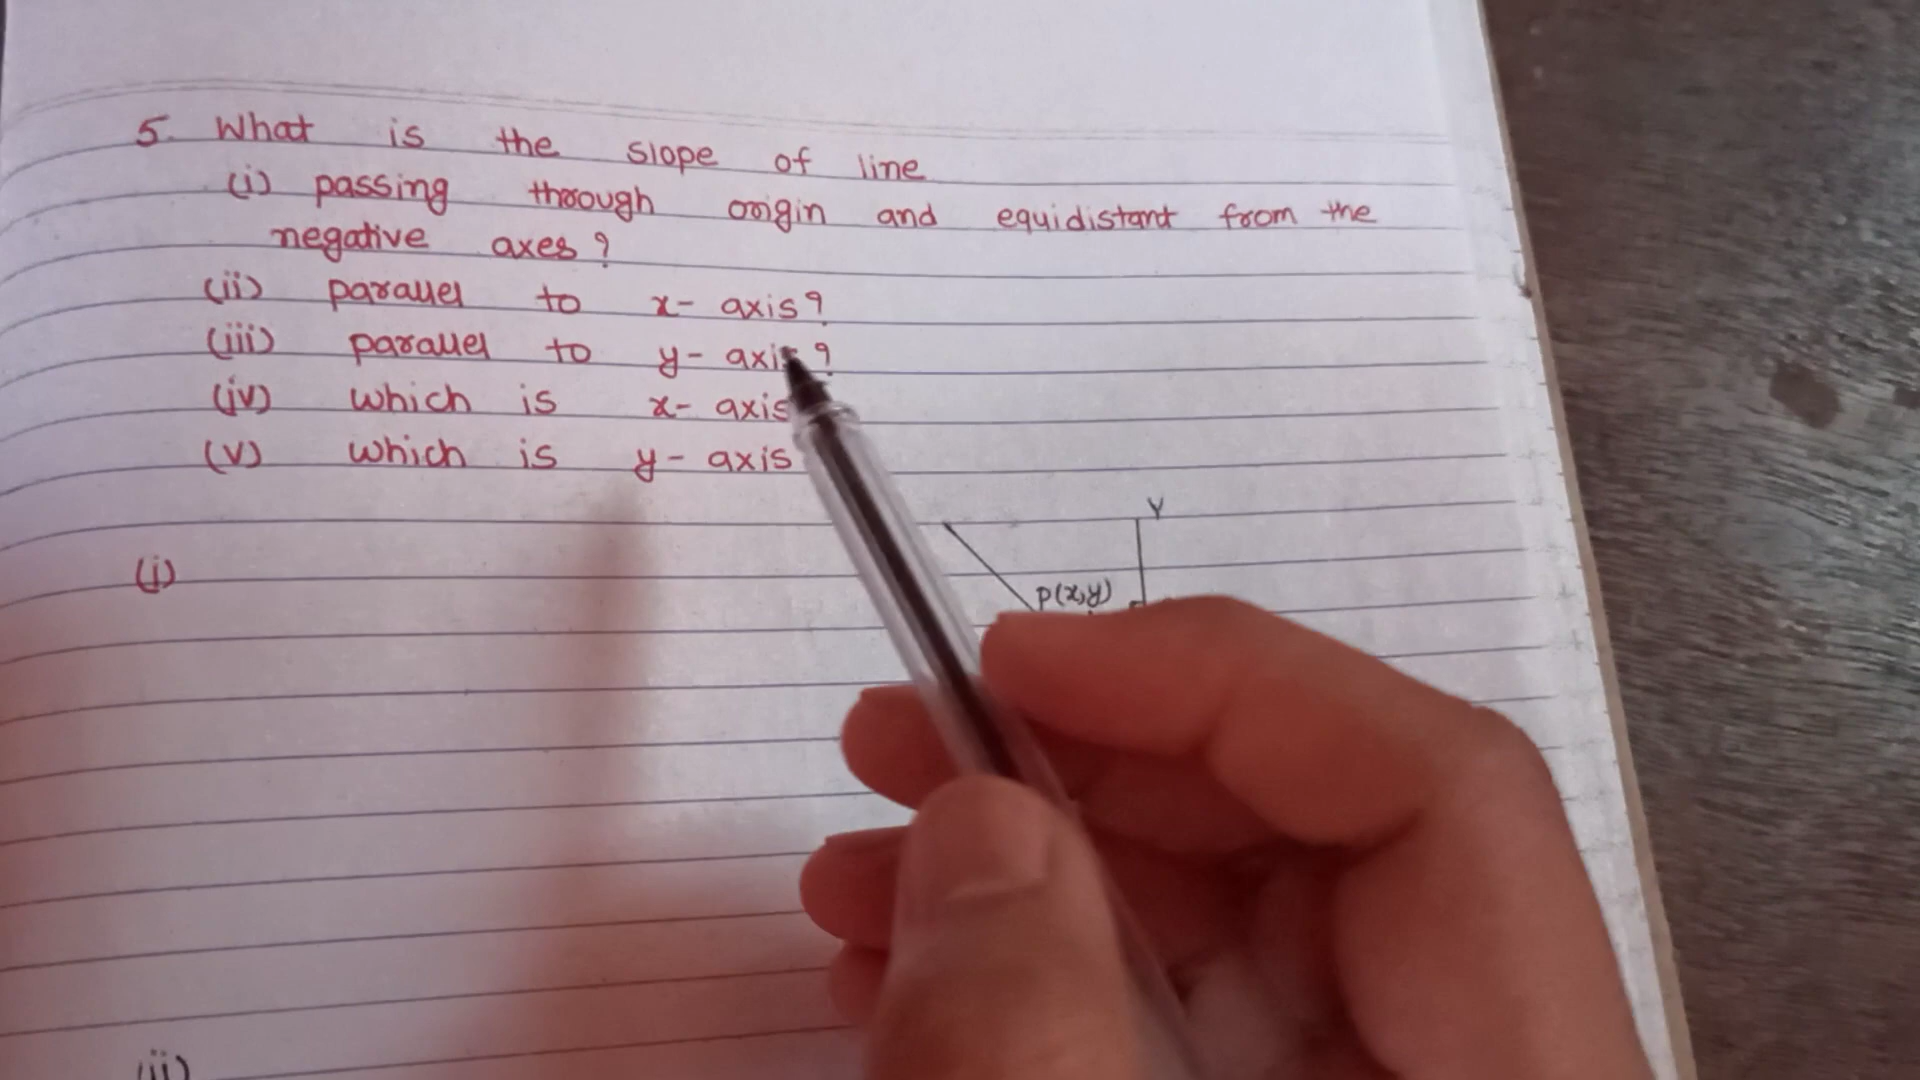 5. What is the slope of line
(i) passing through origin and equidistant from the
negative axes?
(ii) parallel to x- axis?
(iii) parallel to y- axis?
(iv) which is x- axis
(v) which is y- axis
Y
P(x,y)
(i)
(ii)